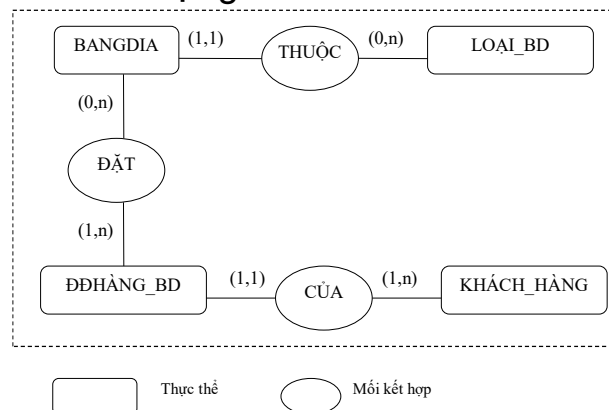 BANGDIA (1,1) THUỘC (0,n) LOẠI_BD
(0,n)
ĐẶT
(1,n)
ĐĐHÀNG_BD (1,1) CỦA (1,n) KHÁCH_HÀNG
Thực thể Mối kết hợp